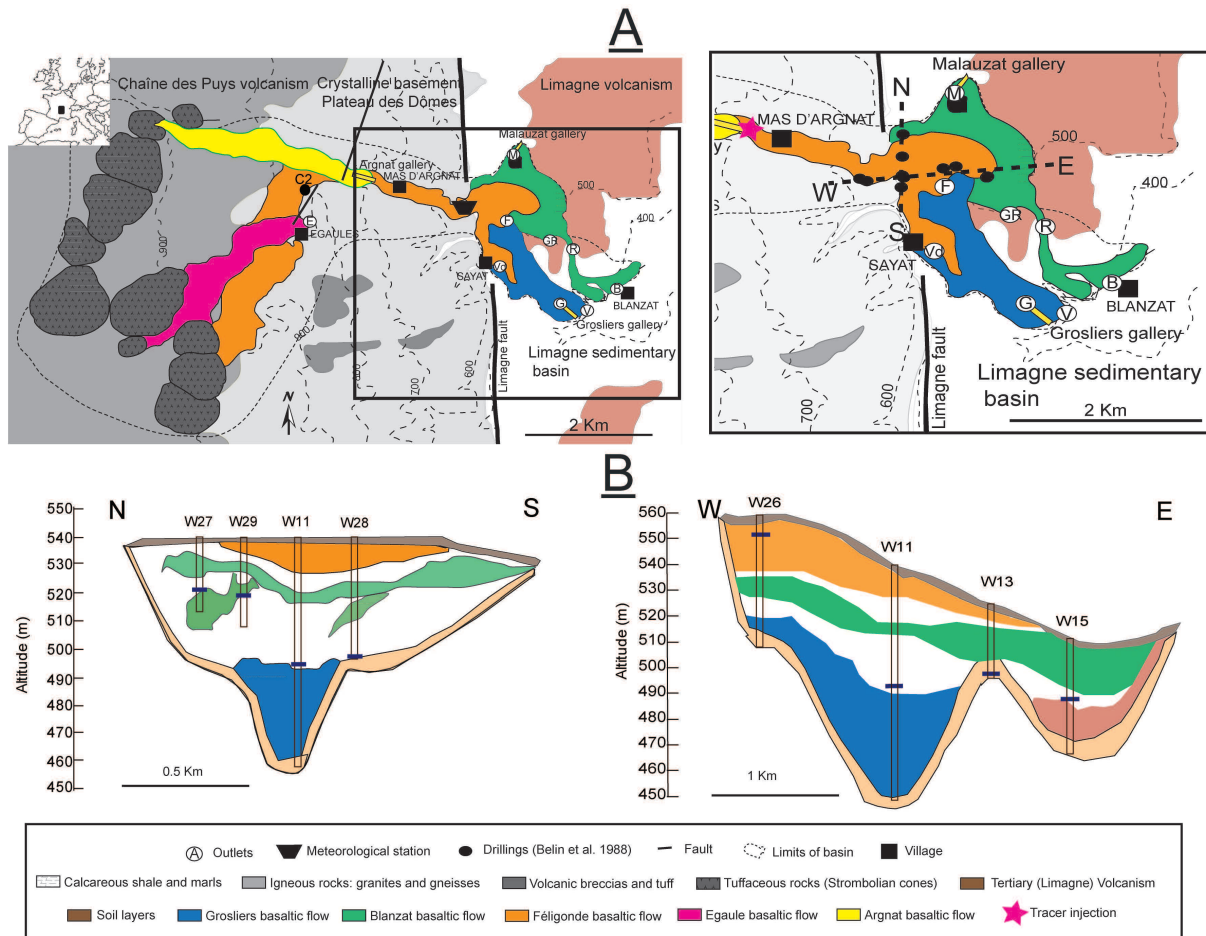 A
Chaîne des Puys volcanism
Crystalline basement
Plateau des Dômes
Limagne volcanism
Malauzat gallery
M
Argnat gallery
MAS D'ARGNAT
C2
E
EGAULES
900
900
500
400
F
GR
R
Vo
SAYAT
B
BLANZAT
G
V
Grosliers gallery
Limagne sedimentary
basin
Limagne fault
700
600
N
2 Km
Malauzat gallery
M
N
MAS D'ARGNAT
y
500
E
400
W
F
GR
R
S
SAYAT
Vo
B
BLANZAT
G
V
Grosliers gallery
Limagne fault
Limagne sedimentary
basin
700
600
2 Km
B
N
S
W27
W29
W11
W28
Altitude (m)
550
540
530
520
510
500
490
480
470
460
450
0.5 Km
W
E
W26
W11
W13
W15
Altitude (m)
560
550
540
530
520
510
500
490
480
470
460
450
1 Km
A Outlets Meteorological station Drillings (Belin et al. 1988) Fault Limits of basin Village
Calcareous shale and marls Igneous rocks: granites and gneisses Volcanic breccias and tuff Tuffaceous rocks (Strombolian cones) Tertiary (Limagne) Volcanism
Soil layers Grosliers basaltic flow Blanzat basaltic flow Féligonde basaltic flow Egaule basaltic flow Argnat basaltic flow Tracer injection